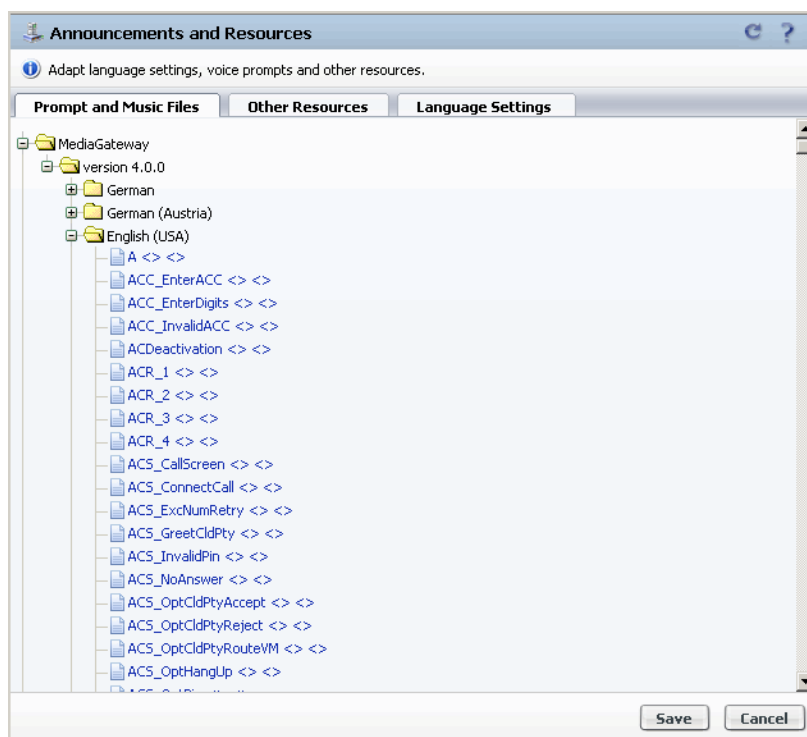 Announcements and Resources
?
Adapt language settings, voice prompts and other resources.
Prompt and Music Files Other Resources Language Settings
MediaGateway
version 4.0.0
German
German (Austria)
English (USA)
A <> <>
ACC_EnterACC <> <>
ACC_EnterDigits <> <>
ACC_InvalidACC <> <>
ACDeactivation <> <>
ACR_1 <> <>
ACR_2 <> <>
ACR_3 <> <>
ACR_4 <> <>
ACS_CallScreen <> <>
ACS_ConnectCall <> <>
ACS_ExcNumRetry <> <>
ACS_GreetCldPty <> <>
ACS_InvalidPin <> <>
ACS_NoAnswer <> <>
ACS_OptCldPtyAccept <> <>
ACS_OptCldPtyReject <> <>
ACS_OptCldPtyRouteVM <> <>
ACS_OptHangUp <> <>
Save Cancel